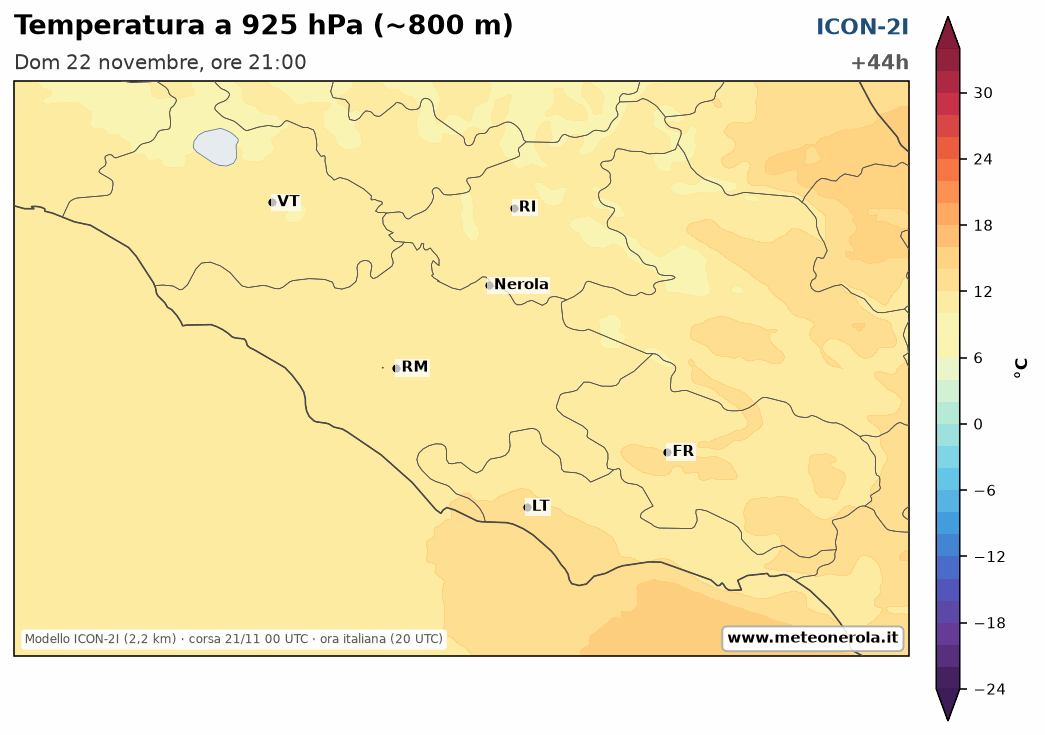 Temperatura a 925 hPa (~800 m)
ICON-2I
Dom 22 novembre, ore 21:00
+44h
30
24
18
12
6
0
−6
−12
−18
−24
°C
VT
RI
Nerola
RM
FR
LT
Modello ICON-2I (2,2 km) · corsa 21/11 00 UTC · ora italiana (20 UTC)
www.meteonerola.it